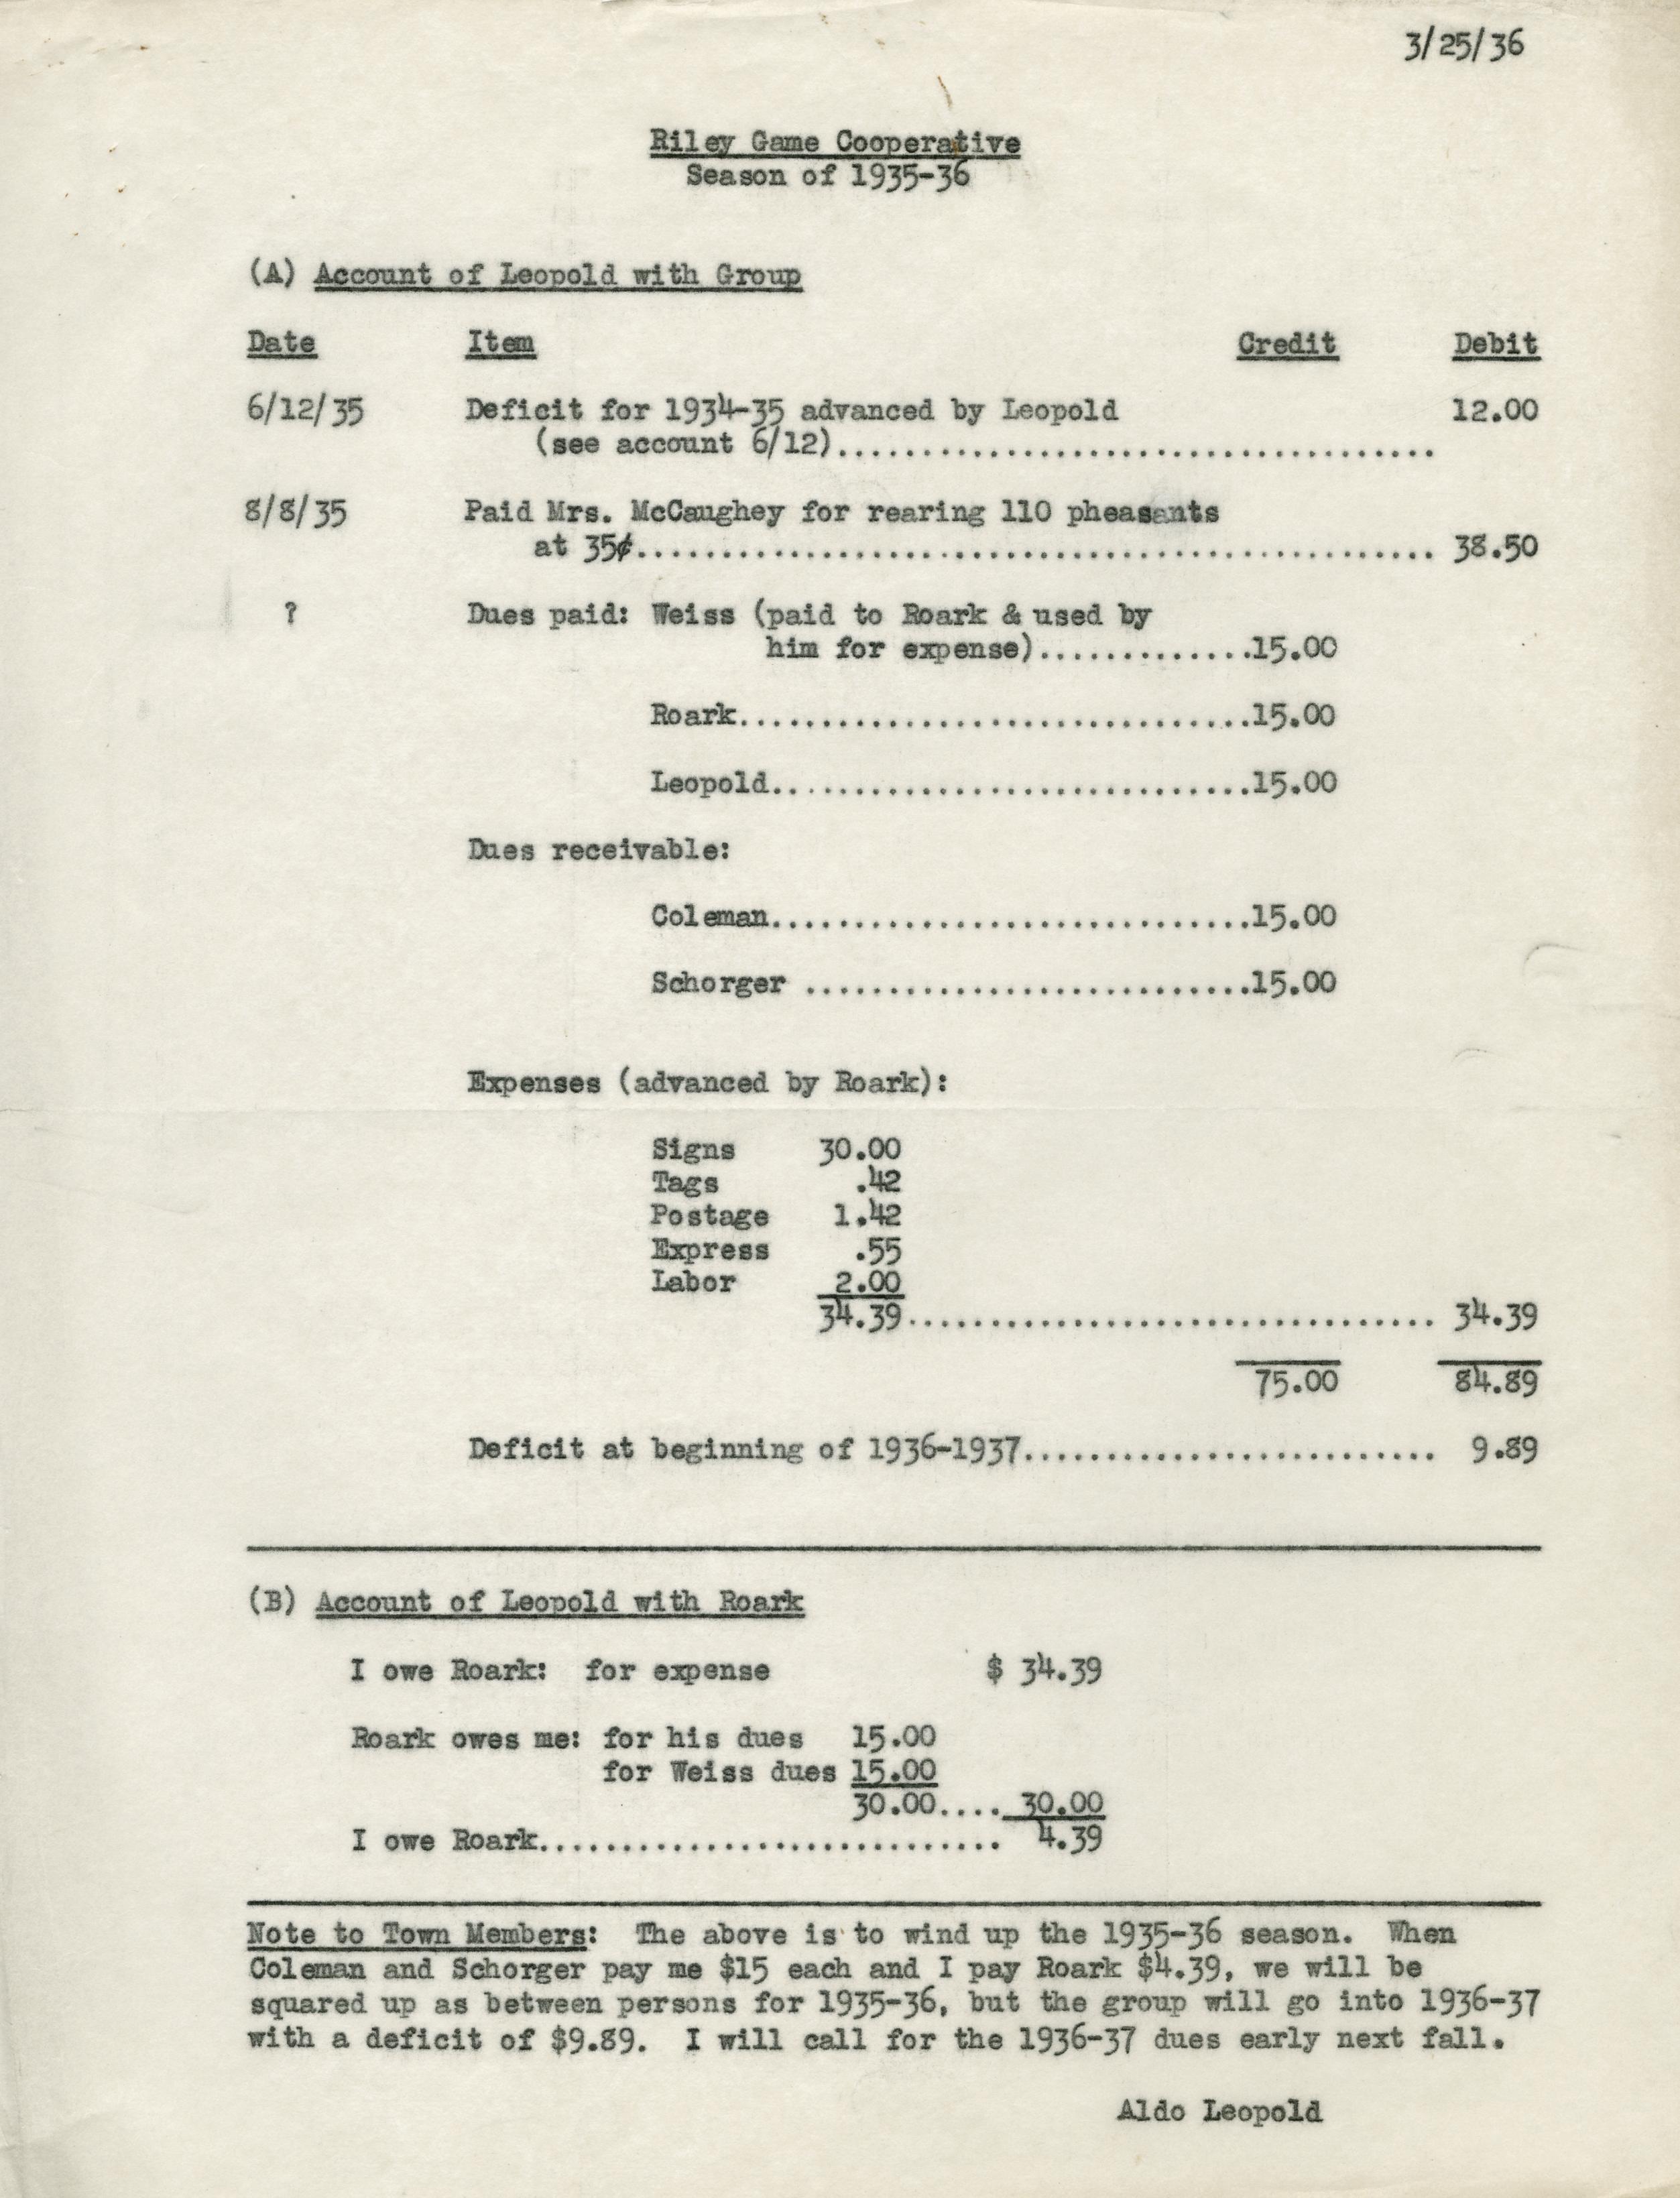 3/25/36
Riley Game Cooperative
Season of 1935-36
(A) Account of Leopold with Group
Date Item Credit Debit
6/12/35 Deficit for 1934-35 advanced by Leopold 12.00
(see account 6/12)....................................
8/8/35 Paid Mrs. McCaughey for rearing 110 pheasants
at 35¢................................................ 38.50
? Dues paid: Weiss (paid to Roark & used by
him for expense).............15.00
Roark...............................15.00
Leopold.............................15.00
Dues receivable:
Coleman.............................15.00
Schorger ...........................15.00
Expenses (advanced by Roark):
Signs 30.00
Tags .42
Postage 1.42
Express .55
Labor 2.00
34.39................................ 34.39
75.00 84.89
Deficit at beginning of 1936-1937......................... 9.89
(B) Account of Leopold with Roark
I owe Roark: for expense $ 34.39
Roark owes me: for his dues 15.00
for Weiss dues 15.00
30.00.... 30.00
I owe Roark............................ 4.39
Note to Town Members: The above is to wind up the 1935-36 season. When
Coleman and Schorger pay me $15 each and I pay Roark $4.39, we will be
squared up as between persons for 1935-36, but the group will go into 1936-37
with a deficit of $9.89. I will call for the 1936-37 dues early next fall.
Aldo Leopold